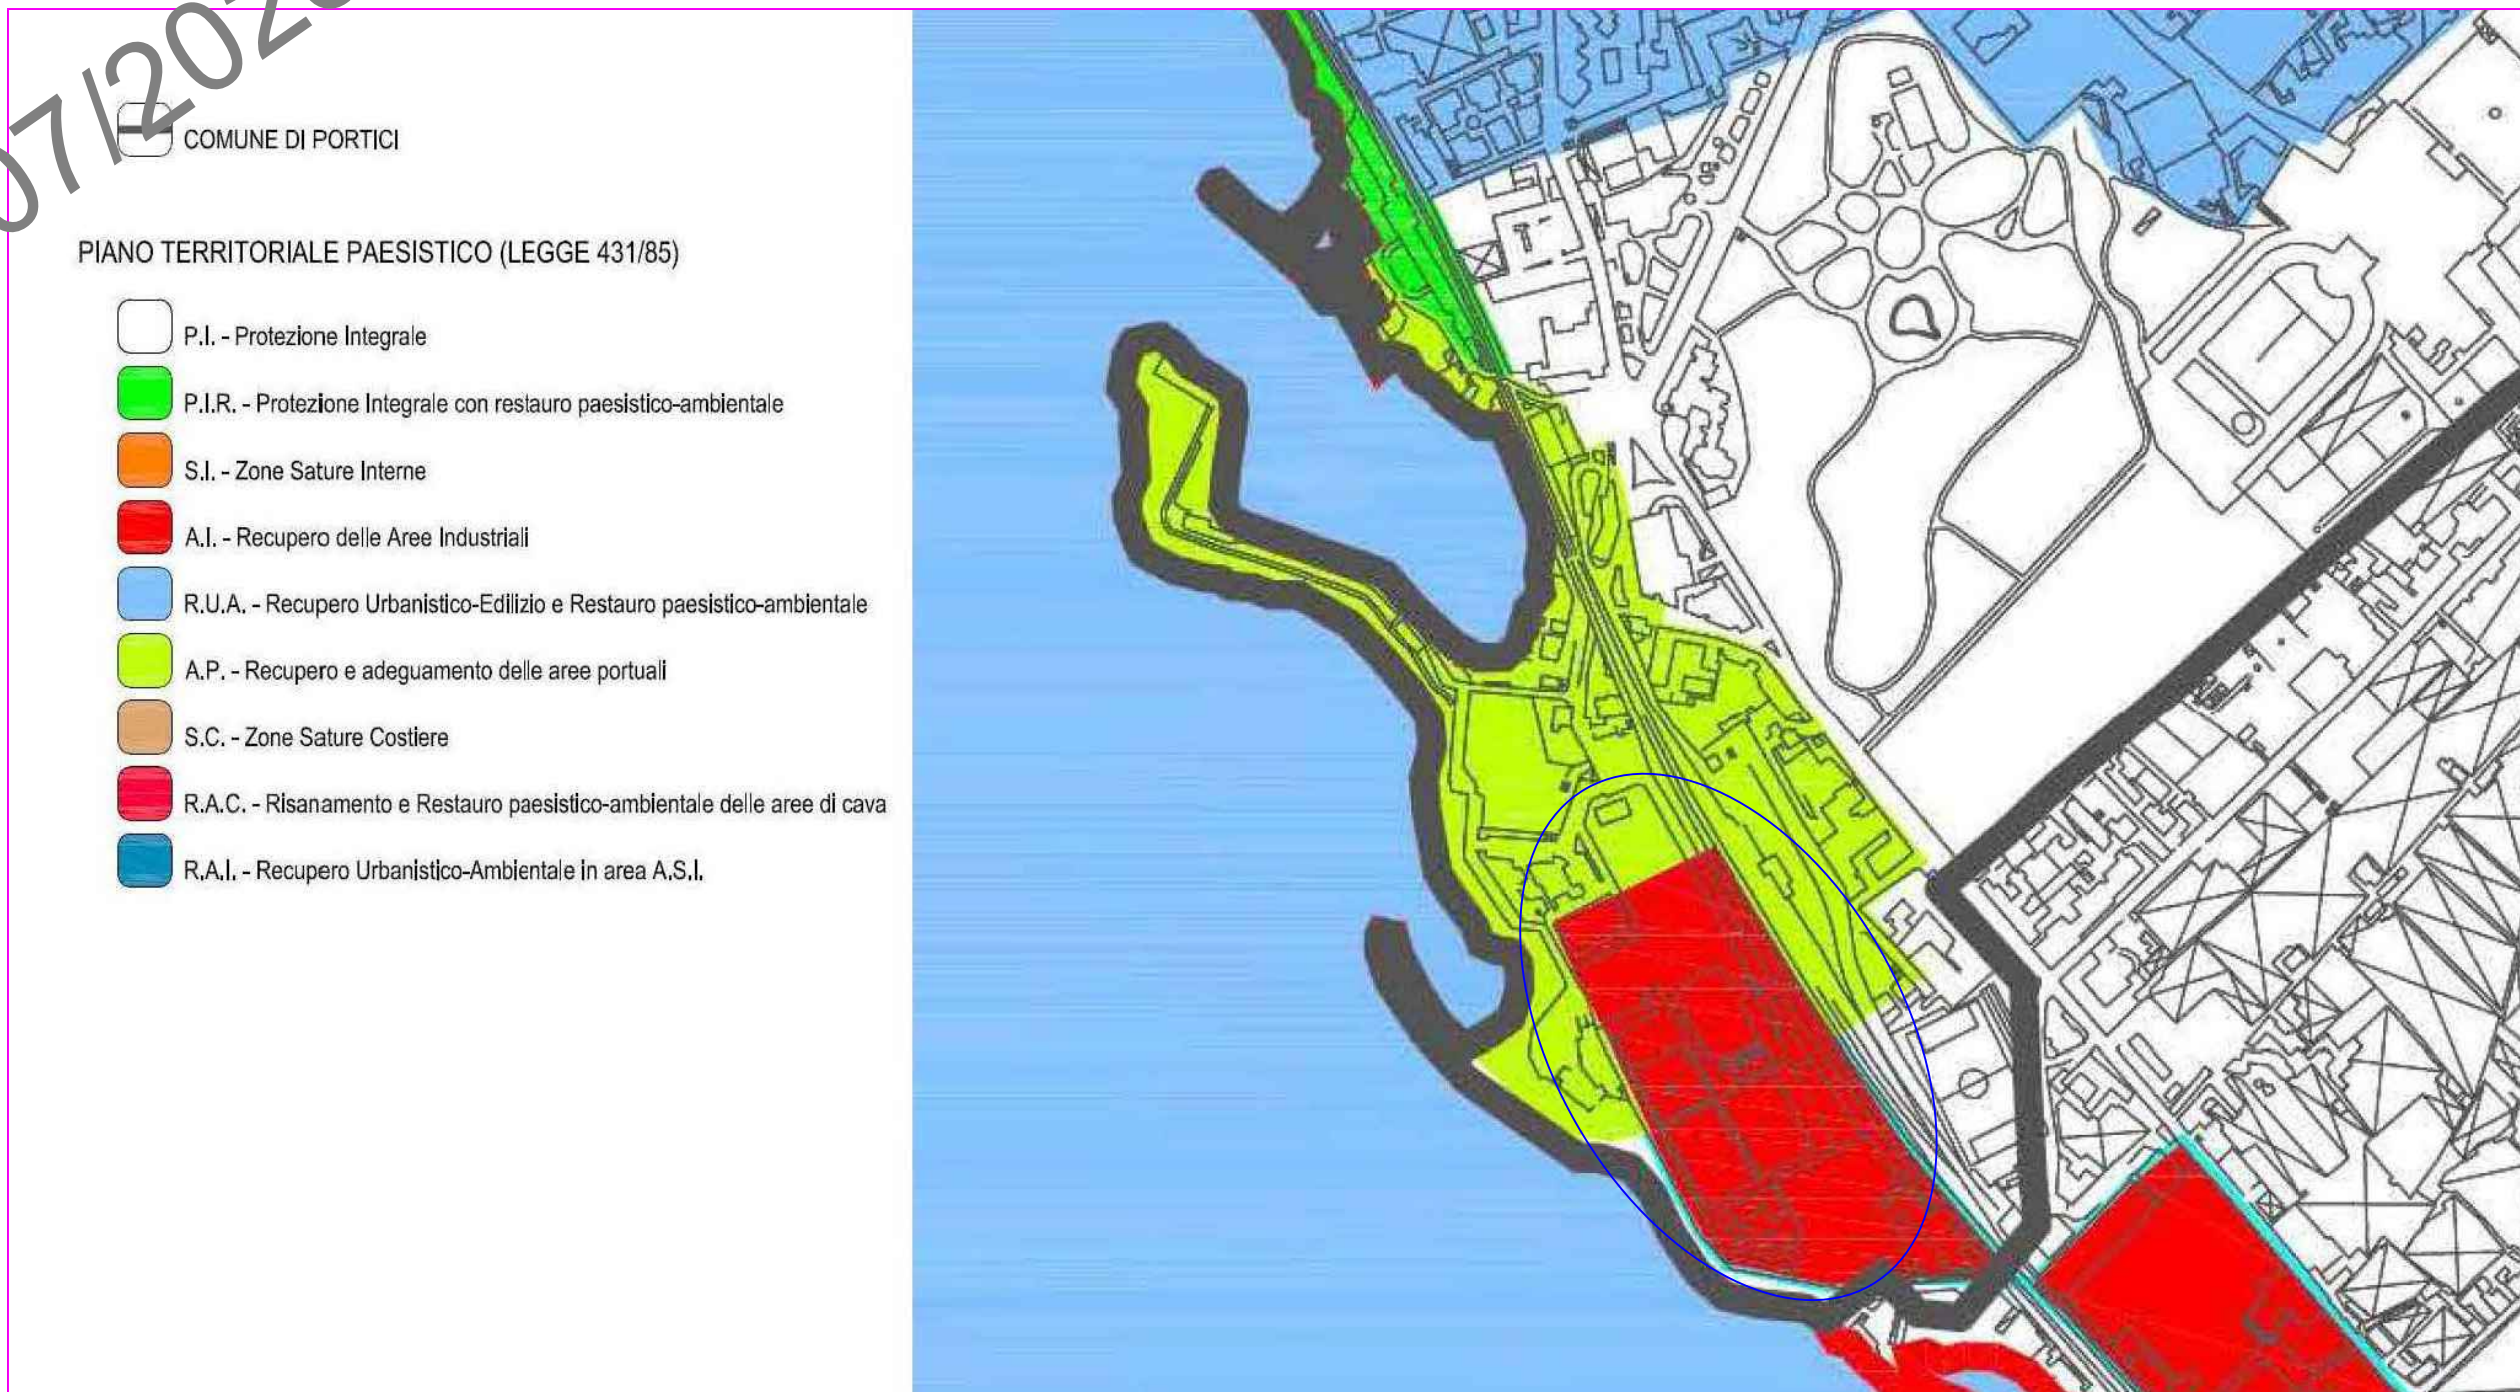 07/202
COMUNE DI PORTICI
PIANO TERRITORIALE PAESISTICO (LEGGE 431/85)
P.I. - Protezione Integrale
P.I.R. - Protezione Integrale con restauro paesistico-ambientale
S.I. - Zone Sature Interne
A.I. - Recupero delle Aree Industriali
R.U.A. - Recupero Urbanistico-Edilizio e Restauro paesistico-ambientale
A.P. - Recupero e adeguamento delle aree portuali
S.C. - Zone Sature Costiere
R.A.C. - Risanamento e Restauro paesistico-ambientale delle aree di cava
R.A.I. - Recupero Urbanistico-Ambientale in area A.S.I.